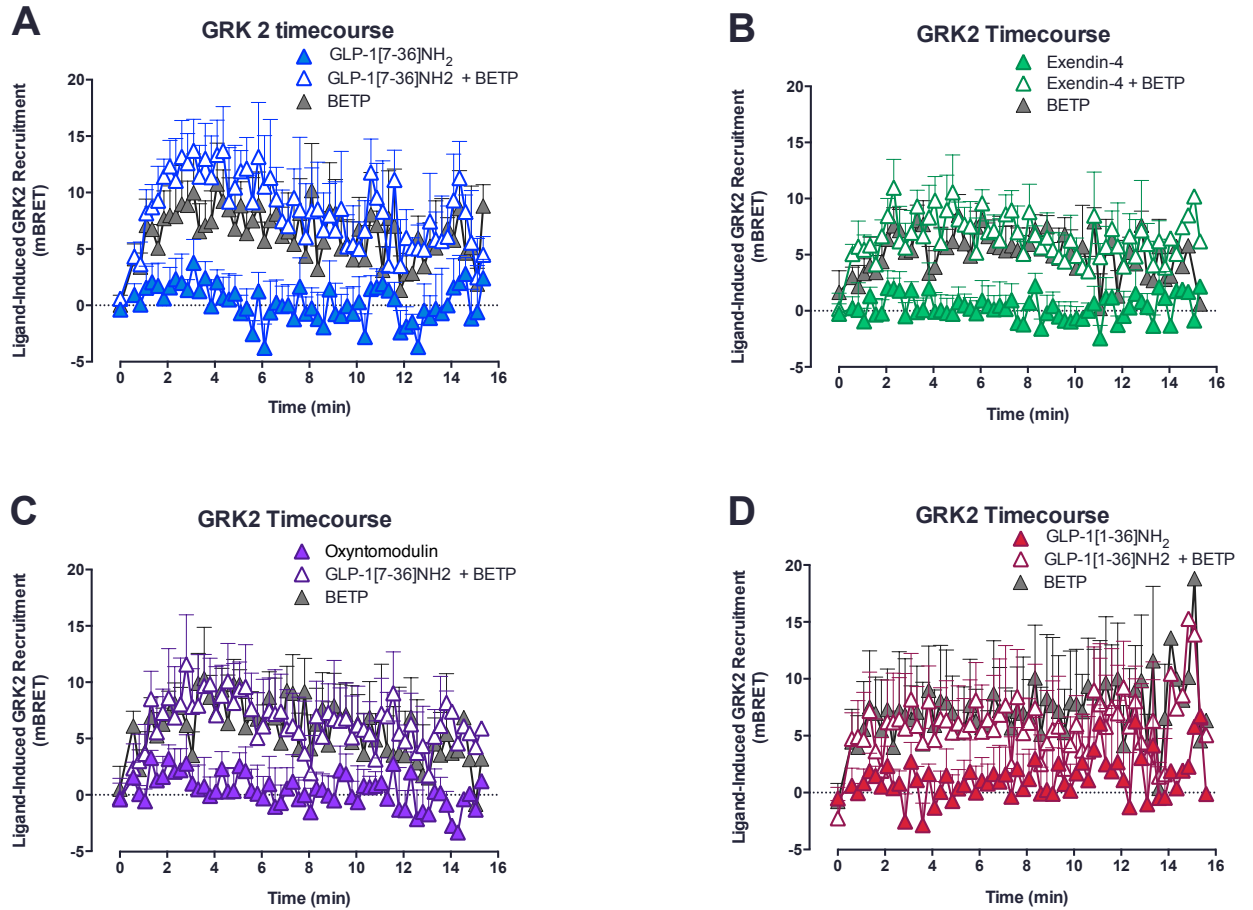 A
GRK 2 timecourse
GLP-1[7-36]NH2
GLP-1[7-36]NH2 + BETP
BETP
Ligand-Induced GRK2 Recruitment
(mBRET)
20
15
10
5
0
-5
0 2 4 6 8 10 12 14 16
Time (min)
B
GRK2 Timecourse
Exendin-4
Exendin-4 + BETP
BETP
Ligand-Induced GRK2 Recruitment
(mBRET)
20
15
10
5
0
-5
0 2 4 6 8 10 12 14 16
Time (min)
C
GRK2 Timecourse
Oxyntomodulin
GLP-1[7-36]NH2 + BETP
BETP
Ligand-Induced GRK2 Recruitment
(mBRET)
20
15
10
5
0
-5
0 2 4 6 8 10 12 14 16
Time (min)
D
GRK2 Timecourse
GLP-1[1-36]NH2
GLP-1[1-36]NH2 + BETP
BETP
Ligand-Induced GRK2 Recruitment
(mBRET)
20
15
10
5
0
-5
0 2 4 6 8 10 12 14 16
Time (min)